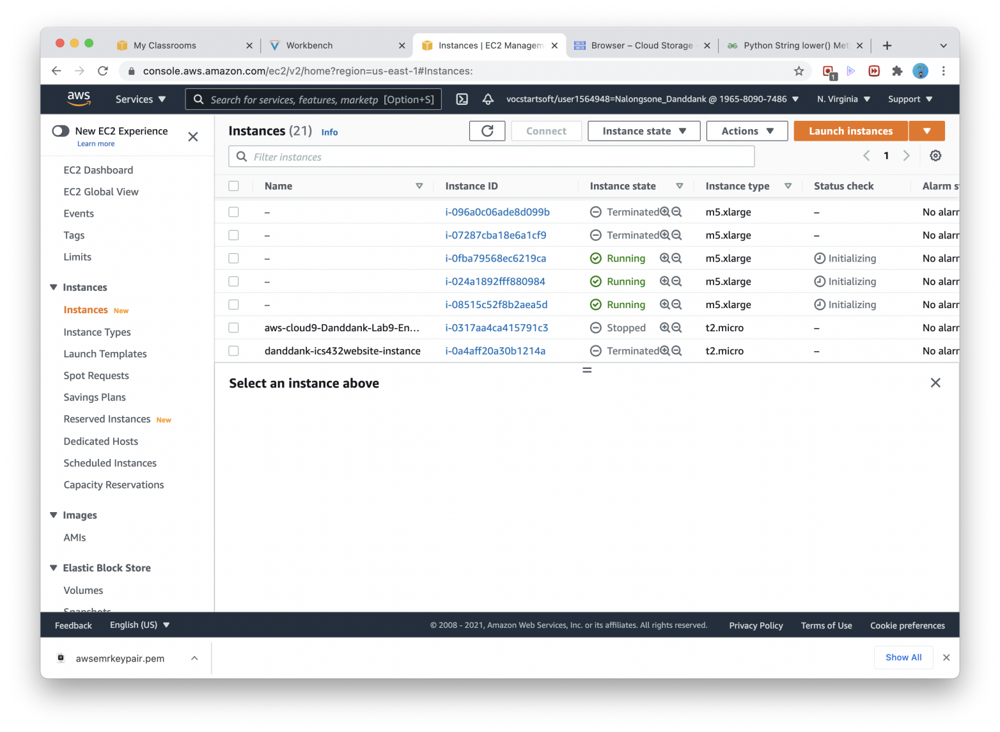 My Classrooms
Workbench
Instances | EC2 Managem
Browser – Cloud Storage
Python String lower() Met
console.aws.amazon.com/ec2/v2/home?region=us-east-1#Instances:
1
aws
Services
Search for services, features, marketp [Option+S]
vocstartsoft/user1564948=Nalongsone_Danddank @ 1965-8090-7486
N. Virginia
Support
New EC2 Experience
Learn more
EC2 Dashboard
EC2 Global View
Events
Tags
Limits
Instances
Instances New
Instance Types
Launch Templates
Spot Requests
Savings Plans
Reserved Instances New
Dedicated Hosts
Scheduled Instances
Capacity Reservations
Images
AMIs
Elastic Block Store
Volumes
Snapshots
Instances (21) Info
Connect
Instance state
Actions
Launch instances
Filter instances
1
Name Instance ID Instance state Instance type Status check Alarm s
– i-096a0c06ade8d099b Terminated m5.xlarge – No alar
– i-07287cba18e6a1cf9 Terminated m5.xlarge – No alar
– i-0fba79568ec6219ca Running m5.xlarge Initializing No alar
– i-024a1892fff880984 Running m5.xlarge Initializing No alar
– i-08515c52f8b2aea5d Running m5.xlarge Initializing No alar
aws-cloud9-Danddank-Lab9-En... i-0317aa4ca415791c3 Stopped t2.micro – No alar
danddank-ics432website-instance i-0a4aff20a30b1214a Terminated t2.micro – No alar
Select an instance above
Feedback English (US)
© 2008 - 2021, Amazon Web Services, Inc. or its affiliates. All rights reserved. Privacy Policy Terms of Use Cookie preferences
awsemrkeypair.pem
Show All